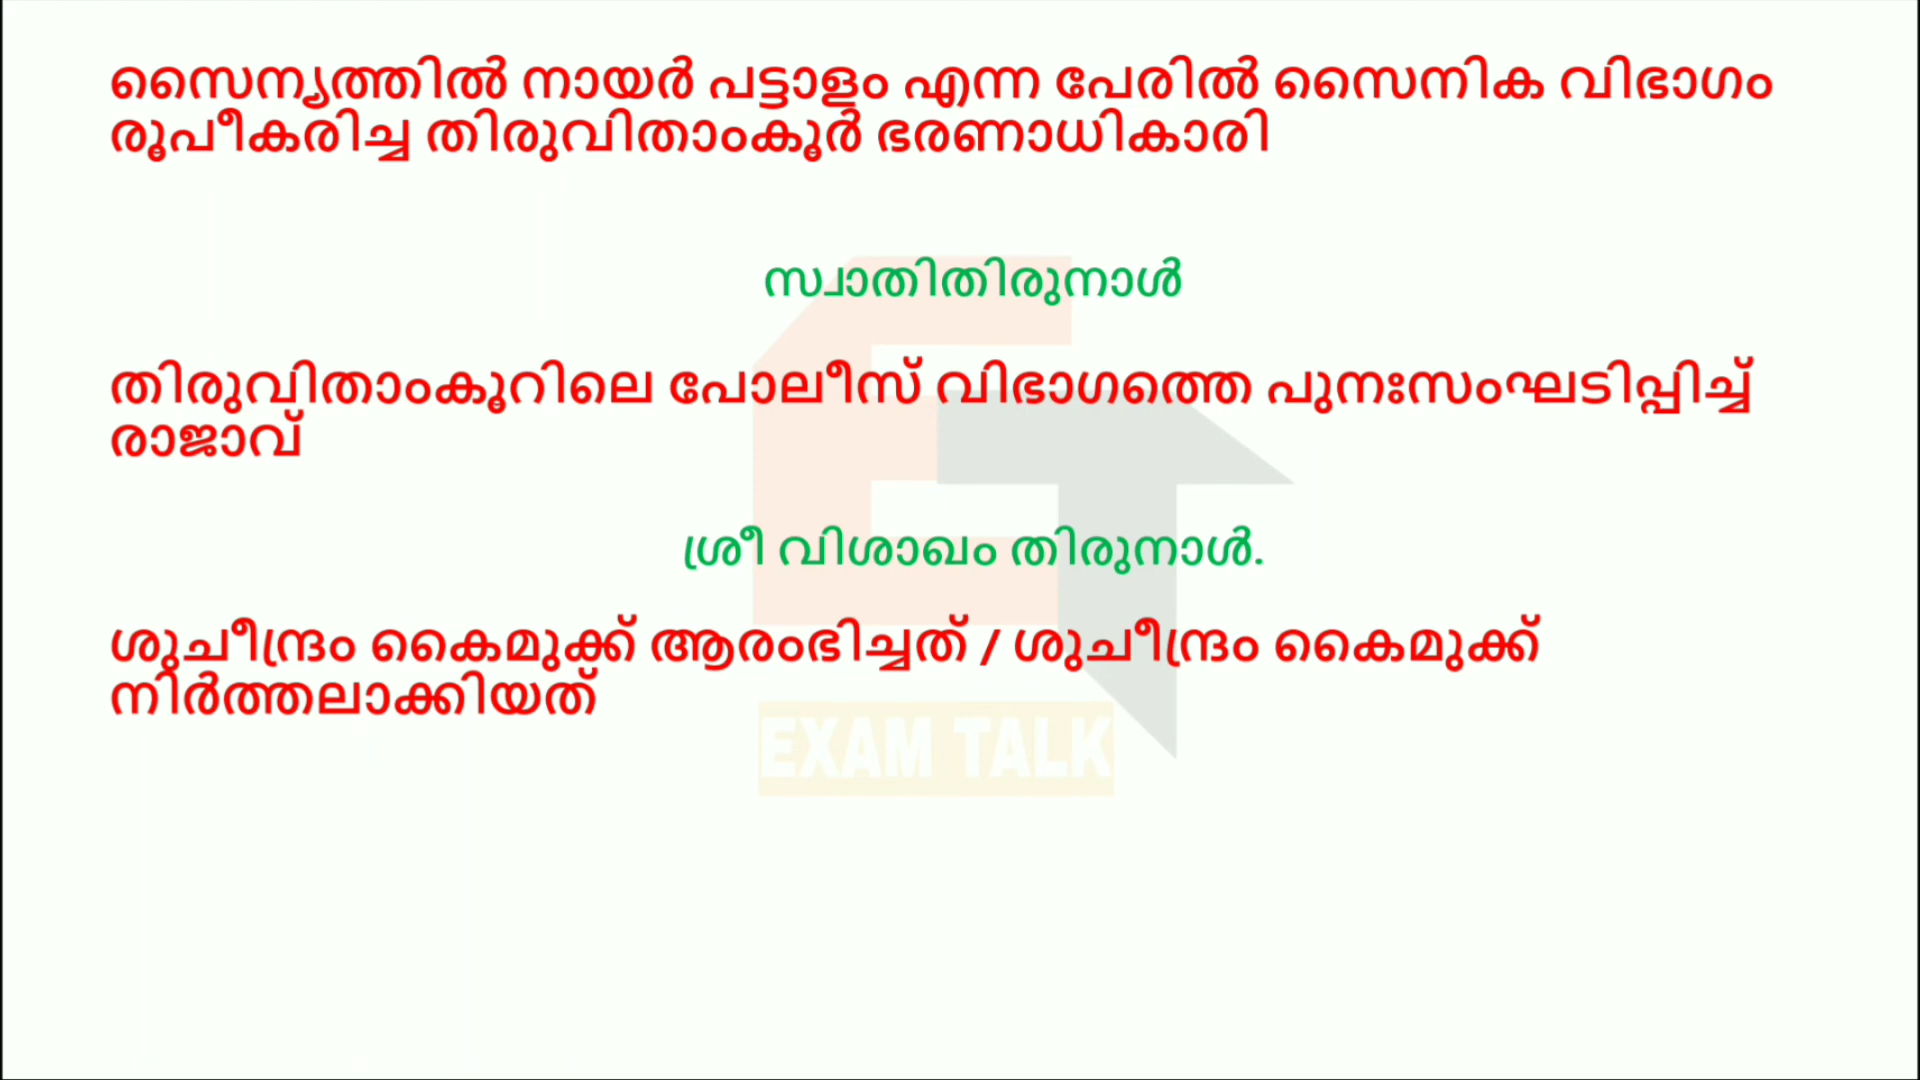 സൈന്യത്തിൽ നായർ പട്ടാളം എന്ന പേരിൽ സൈനിക വിഭാഗം
രൂപീകരിച്ച തിരുവിതാംകൂർ ഭരണാധികാരി
സ്വാതിതിരുനാൾ
തിരുവിതാംകൂറിലെ പോലീസ് വിഭാഗത്തെ പുനഃസംഘടിപ്പിച്ച്
രാജാവ്
ശ്രീ വിശാഖം തിരുനാൾ.
ശുചീന്ദ്രം കൈമുക്ക് ആരംഭിച്ചത് / ശുചീന്ദ്രം കൈമുക്ക്
നിർത്തലാക്കിയത്
EXAM TALK